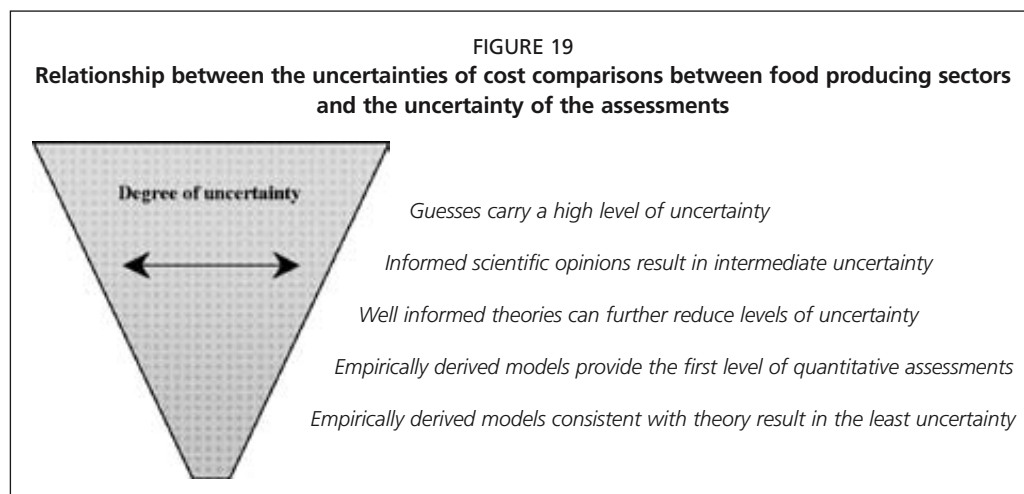 FIGURE 19
Relationship between the uncertainties of cost comparisons between food producing sectors
and the uncertainty of the assessments
Degree of uncertainty
Guesses carry a high level of uncertainty
Informed scientific opinions result in intermediate uncertainty
Well informed theories can further reduce levels of uncertainty
Empirically derived models provide the first level of quantitative assessments
Empirically derived models consistent with theory result in the least uncertainty